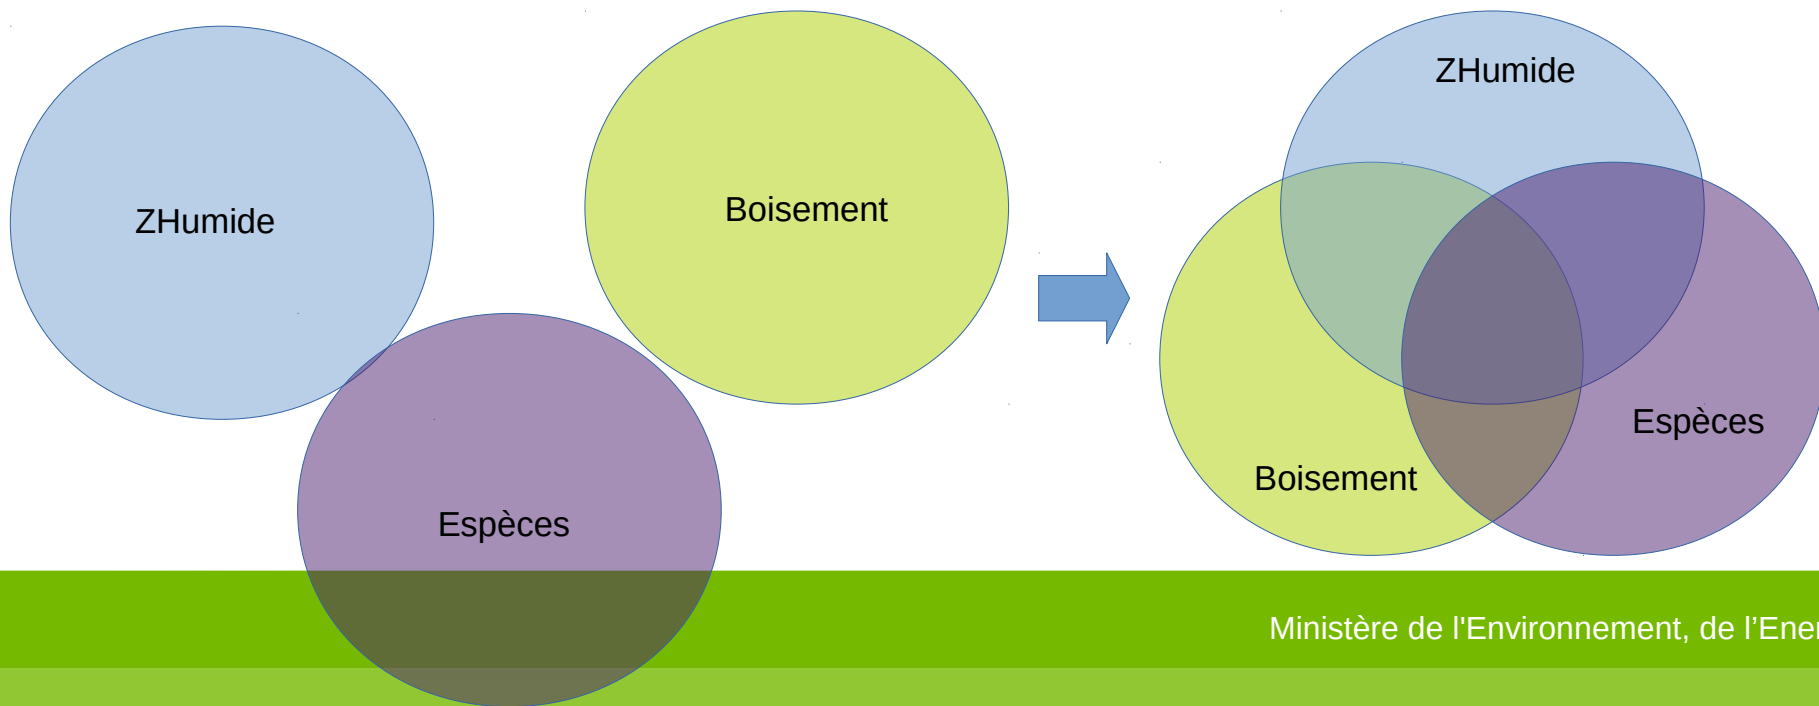 ZHumide
Boisement
Espèces
ZHumide
Espèces
Boisement
Ministère de l'Environnement, de l’Ener